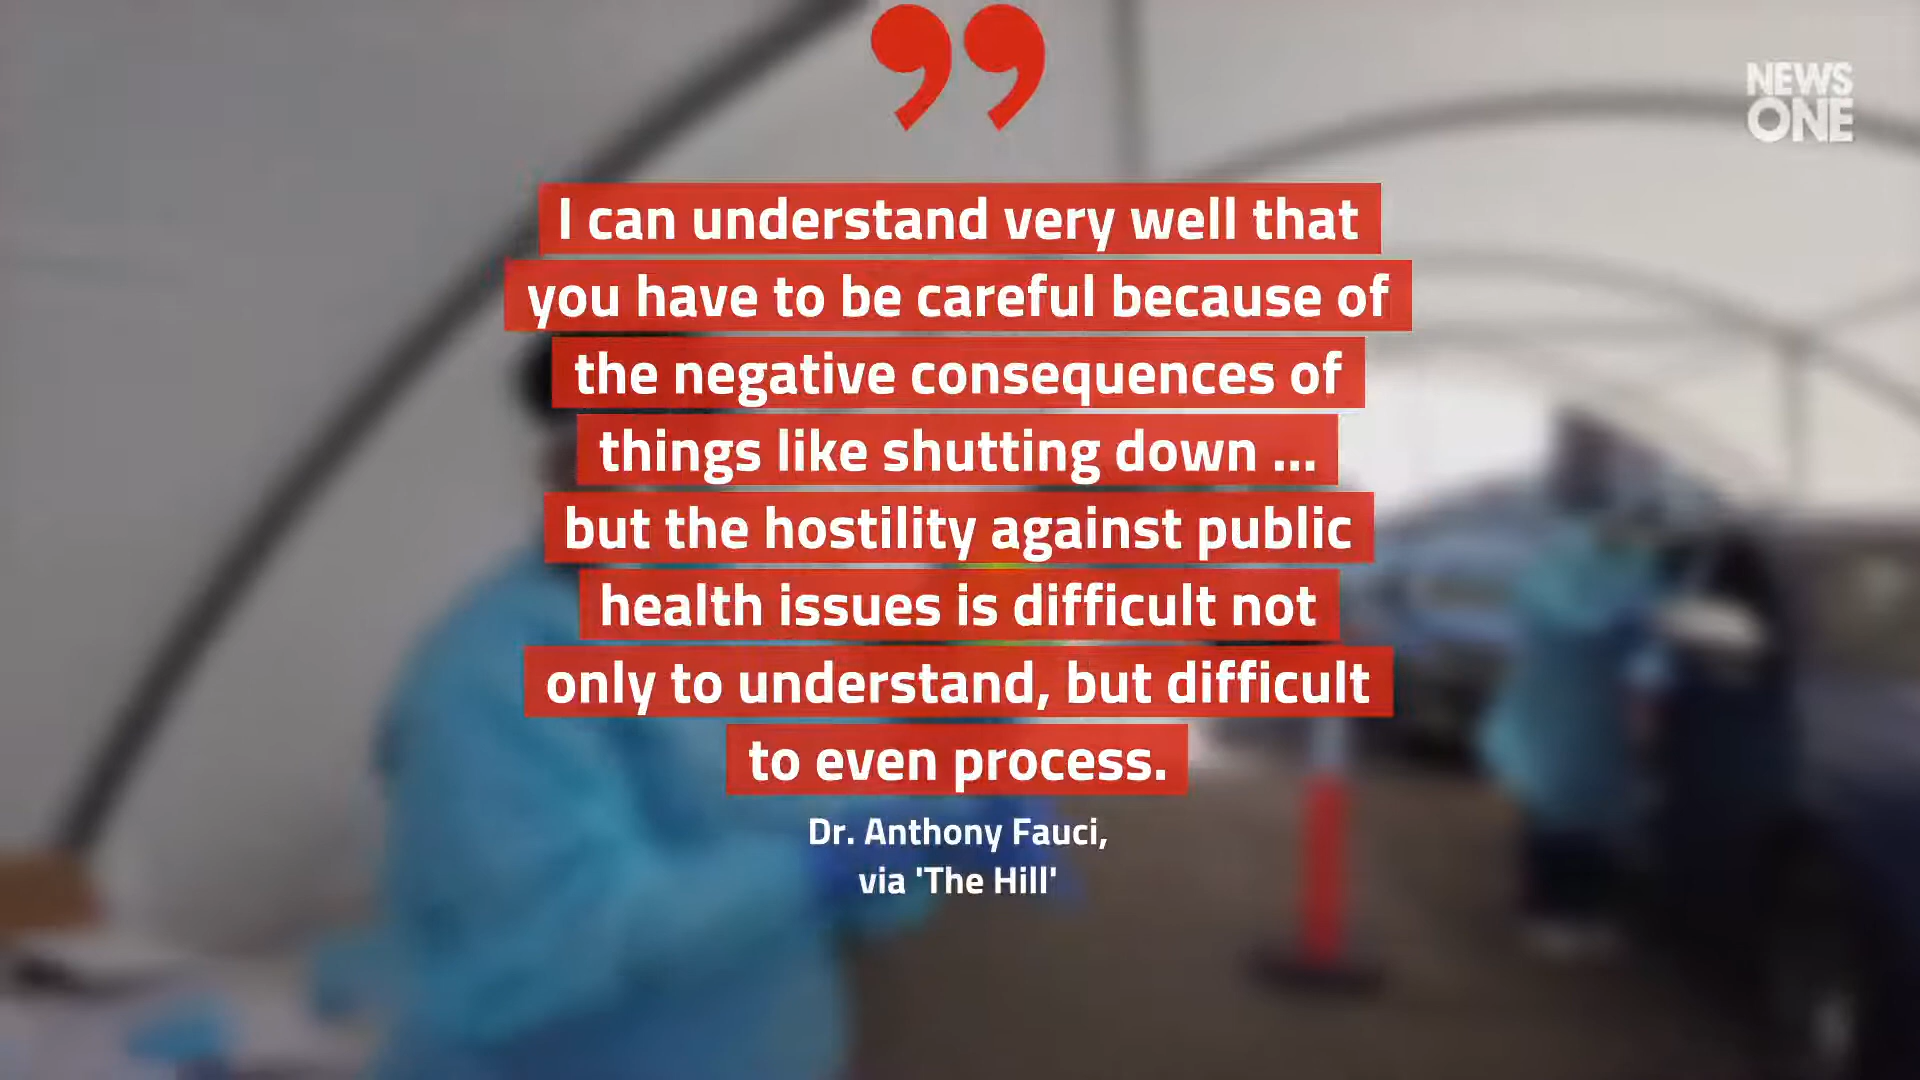 ”
NEWS
ONE
I can understand very well that
you have to be careful because of
the negative consequences of
things like shutting down ...
but the hostility against public
health issues is difficult not
only to understand, but difficult
to even process.
Dr. Anthony Fauci,
via 'The Hill'